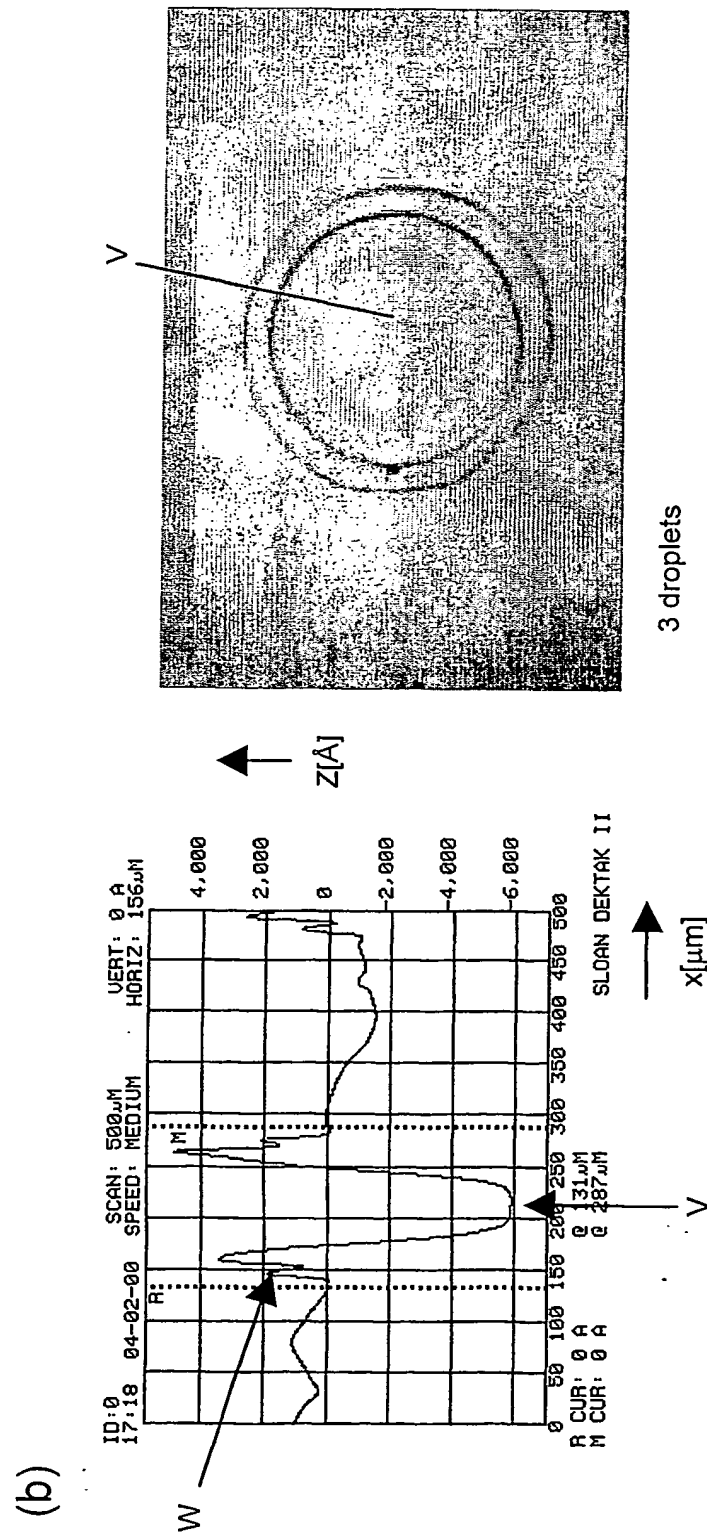 (b)
ID:0 SCAN: 500µM VERT: 0 A
17:18 04-02-00 SPEED: MEDIUM HORIZ: 156µM
R
M
W
4,000
2,000
0
-2,000
-4,000
-6,000
0 50 100 150 200 250 300 350 400 450 500
R CUR: 0 A @ 131µM
M CUR: 0 A @ 287µM
SLOAN DEKTAK II
V
x[µm]
Z[Å]
V
3 droplets